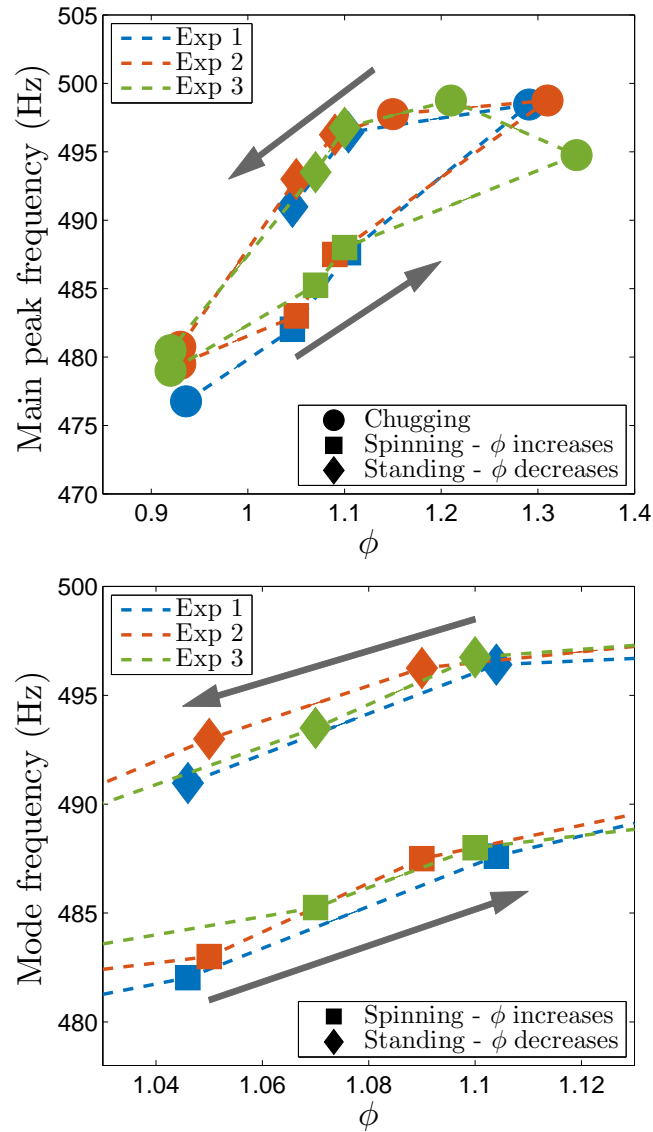 505
500
495
490
485
480
475
470
Main peak frequency (Hz)
Exp 1
Exp 2
Exp 3
Chugging
Spinning - ϕ increases
Standing - ϕ decreases
0.9 1 1.1 1.2 1.3 1.4
ϕ
500
495
490
485
480
Mode frequency (Hz)
Exp 1
Exp 2
Exp 3
Spinning - ϕ increases
Standing - ϕ decreases
1.04 1.06 1.08 1.1 1.12
ϕ